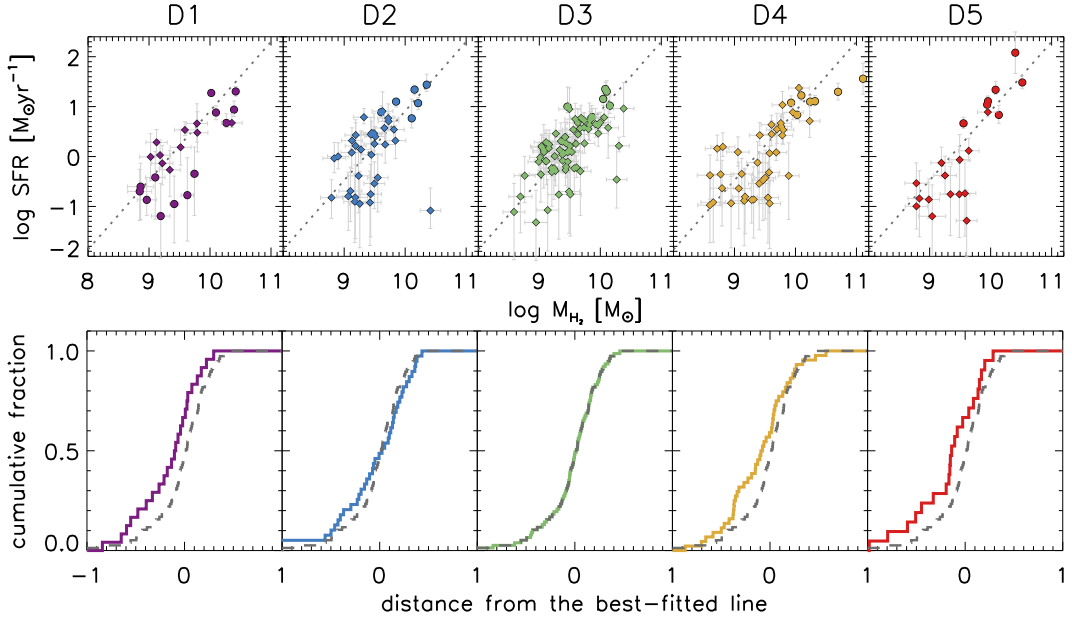 D1 D2 D3 D4 D5
log SFR [M⊙yr⁻¹]
2
1
0
−1
−2
8 9 10 11 9 10 11 9 10 11 9 10 11 9 10 11
log M_H₂ [M⊙]
cumulative fraction
1.0
0.5
0.0
−1 0 1 0 1 0 1 0 1 0 1
distance from the best−fitted line